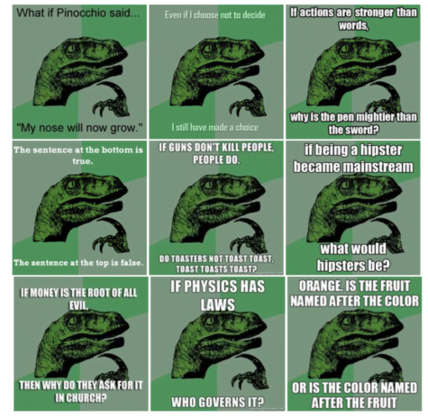 What if Pinocchio said...
"My nose will now grow."
Even if I choose not to decide
I still have made a choice
If actions are stronger than
words,
why is the pen mightier than
the sword?
The sentence at the bottom is
true.
The sentence at the top is false.
IF GUNS DON'T KILL PEOPLE,
PEOPLE DO.
DO TOASTERS NOT TOAST TOAST,
TOAST TOASTS TOAST?
if being a hipster
became mainstream
what would
hipsters be?
IF MONEY IS THE ROOT OF ALL
EVIL,
THEN WHY DO THEY ASK FOR IT
IN CHURCH?
IF PHYSICS HAS
LAWS
WHO GOVERNS IT?
ORANGE. IS THE FRUIT
NAMED AFTER THE COLOR
OR IS THE COLOR NAMED
AFTER THE FRUIT